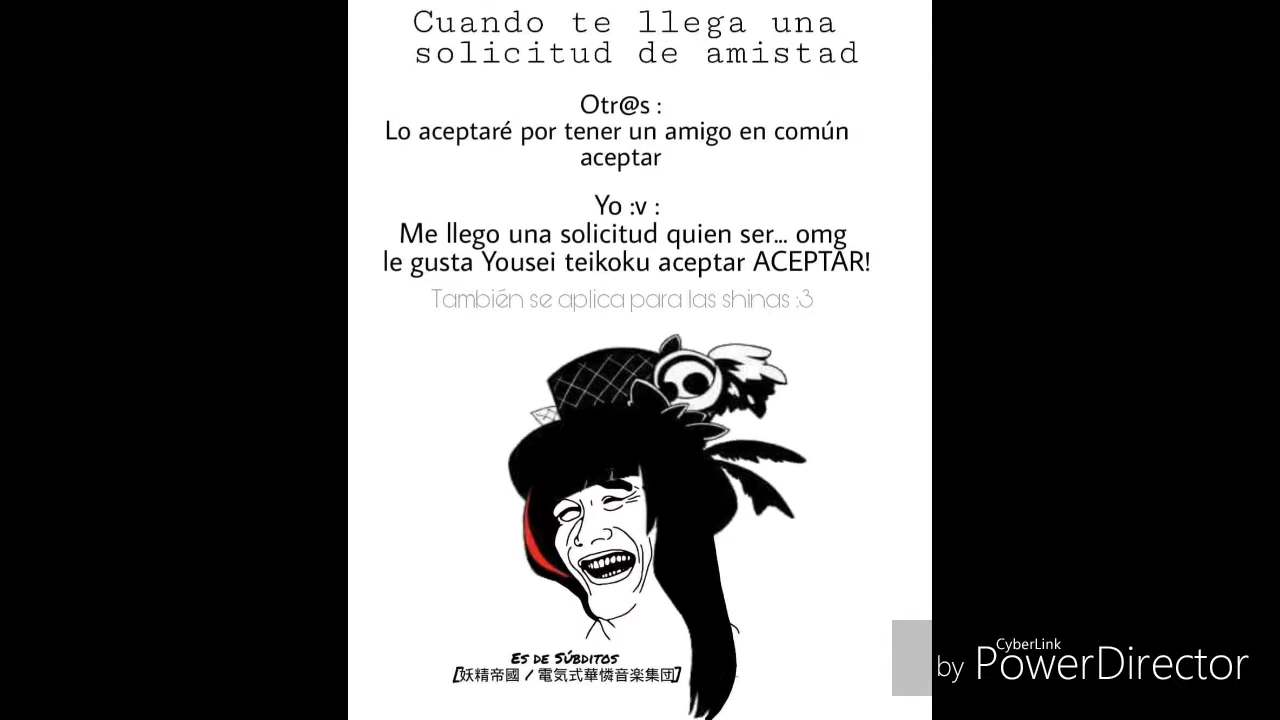 Cuando te llega una
solicitud de amistad
Otr@s :
Lo aceptaré por tener un amigo en común
aceptar
Yo :v :
Me llego una solicitud quien ser... omg
le gusta Yousei teikoku aceptar ACEPTAR!
También se aplica para las shinas :3
Es de Súbditos
[妖精帝國 / 電気式華憐音楽集団]
CyberLink
by PowerDirector